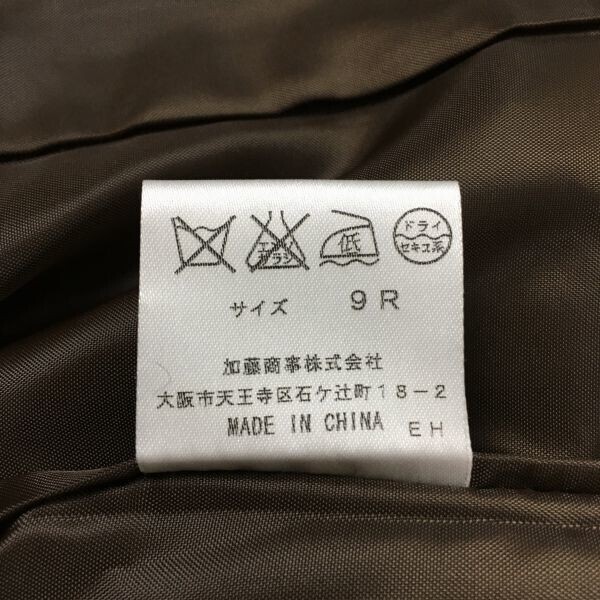 エンソ サラシ 低 ドライ セキユ系
サイズ 9R
加藤商事株式会社
大阪市天王寺区石ケ辻町18-2
MADE IN CHINA EH